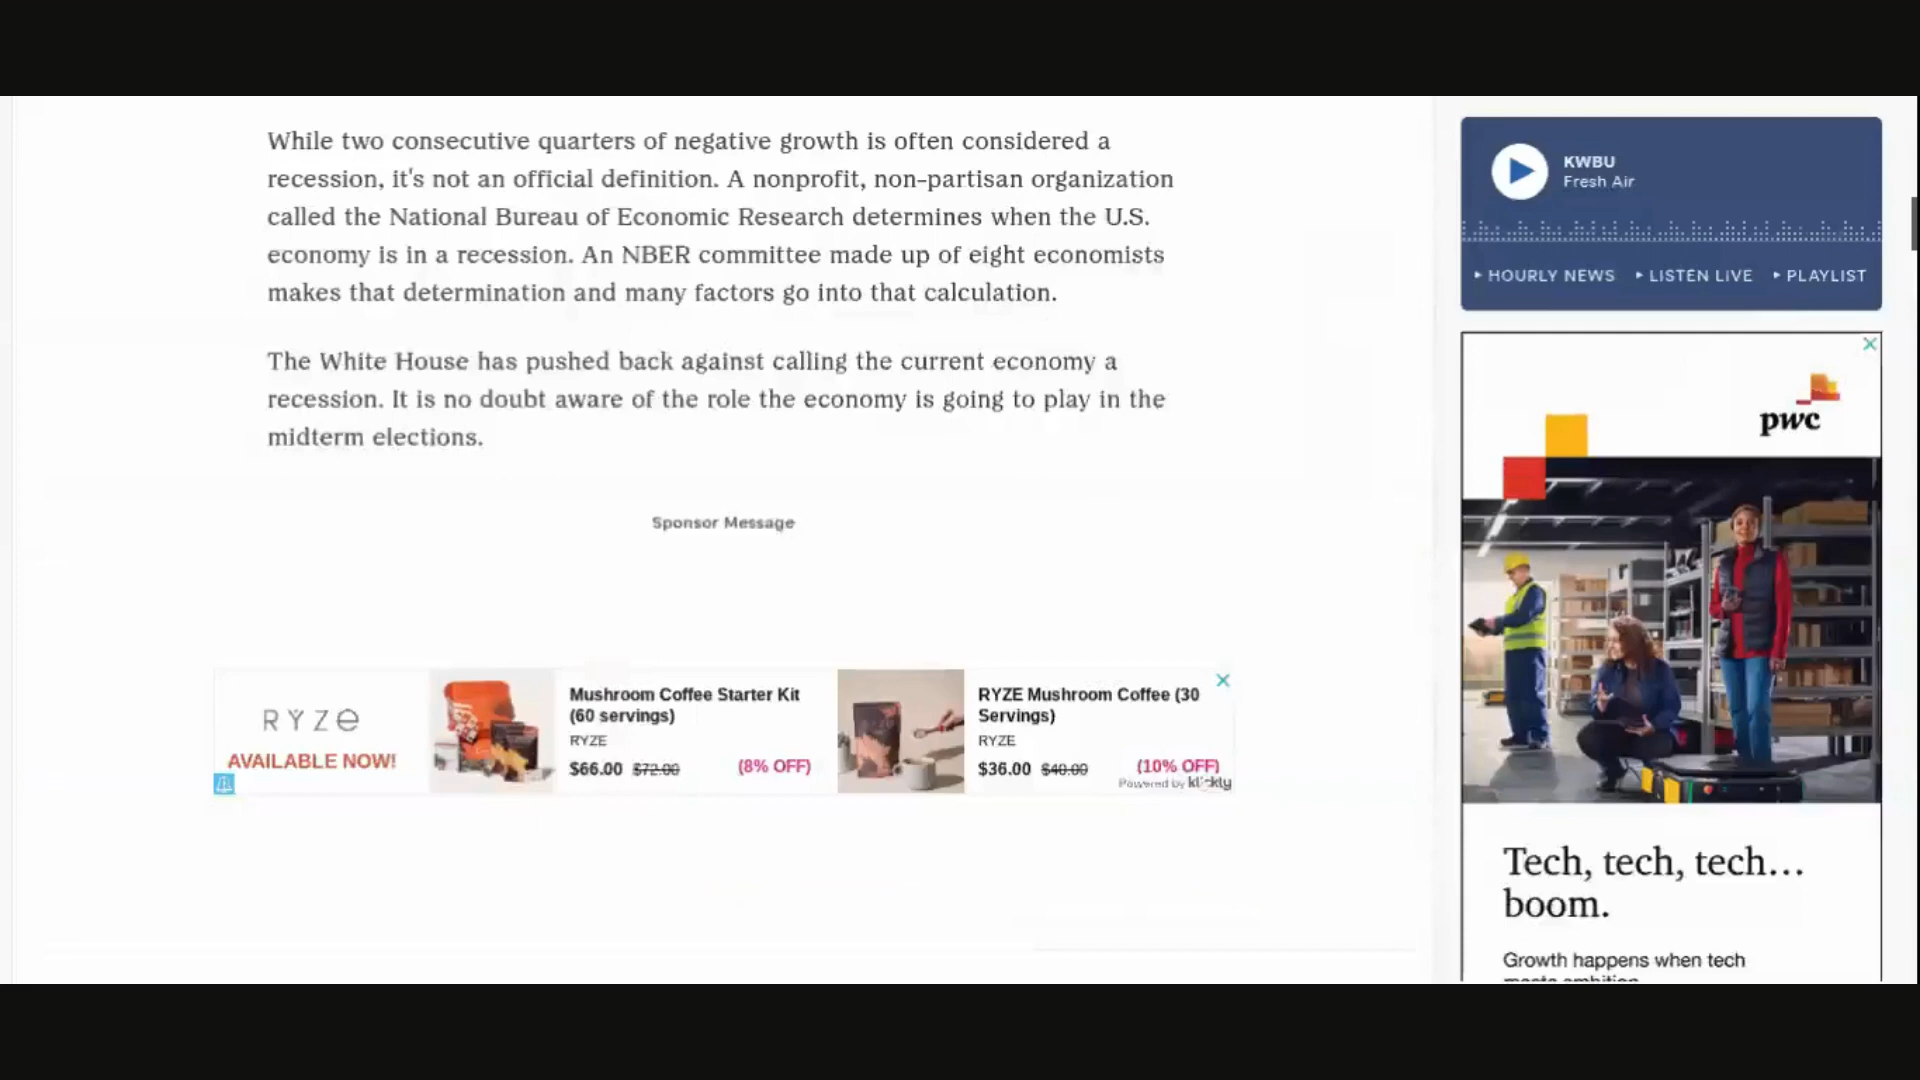 While two consecutive quarters of negative growth is often considered a
recession, it's not an official definition. A nonprofit, non-partisan organization
called the National Bureau of Economic Research determines when the U.S.
economy is in a recession. An NBER committee made up of eight economists
makes that determination and many factors go into that calculation.
The White House has pushed back against calling the current economy a
recession. It is no doubt aware of the role the economy is going to play in the
midterm elections.
Sponsor Message
RYZE
AVAILABLE NOW!
Mushroom Coffee Starter Kit
(60 servings)
RYZE
$66.00 $72.00 (8% OFF)
RYZE Mushroom Coffee (30
Servings)
RYZE
$36.00 $40.00 (10% OFF)
Powered by klickly
KWBU
Fresh Air
HOURLY NEWS LISTEN LIVE PLAYLIST
pwc
Tech, tech, tech...
boom.
Growth happens when tech